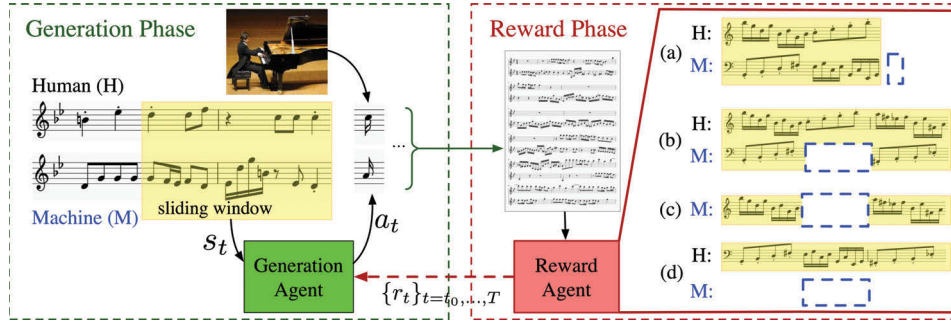 Generation Phase
Human (H)
...
Machine (M)
sliding window
s_t
a_t
Generation
Agent
{r_t}_{t=t_0,...,T}
Reward Phase
Reward
Agent
(a)
H:
M:
(b)
H:
M:
(c)
M:
(d)
H:
M: